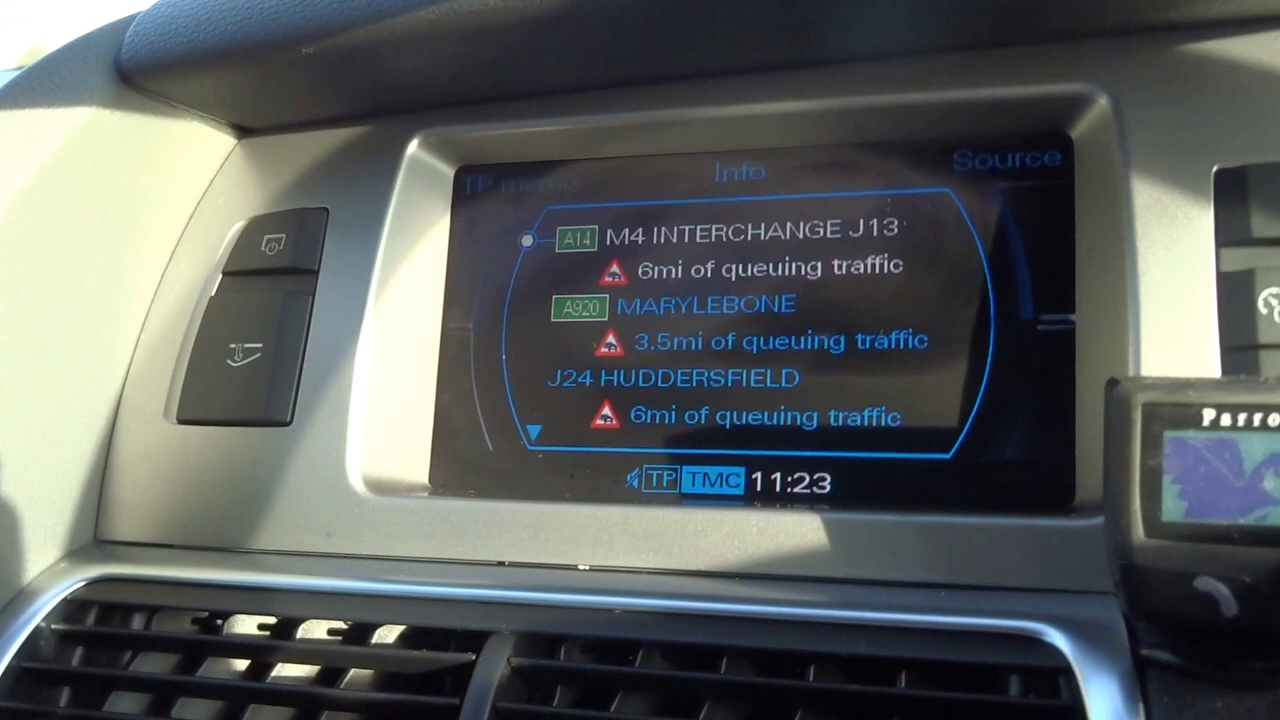 TP memo Info Source
A14 M4 INTERCHANGE J13
6mi of queuing traffic
A920 MARYLEBONE
3.5mi of queuing traffic
J24 HUDDERSFIELD
6mi of queuing traffic
TP TMC 11:23
Parro